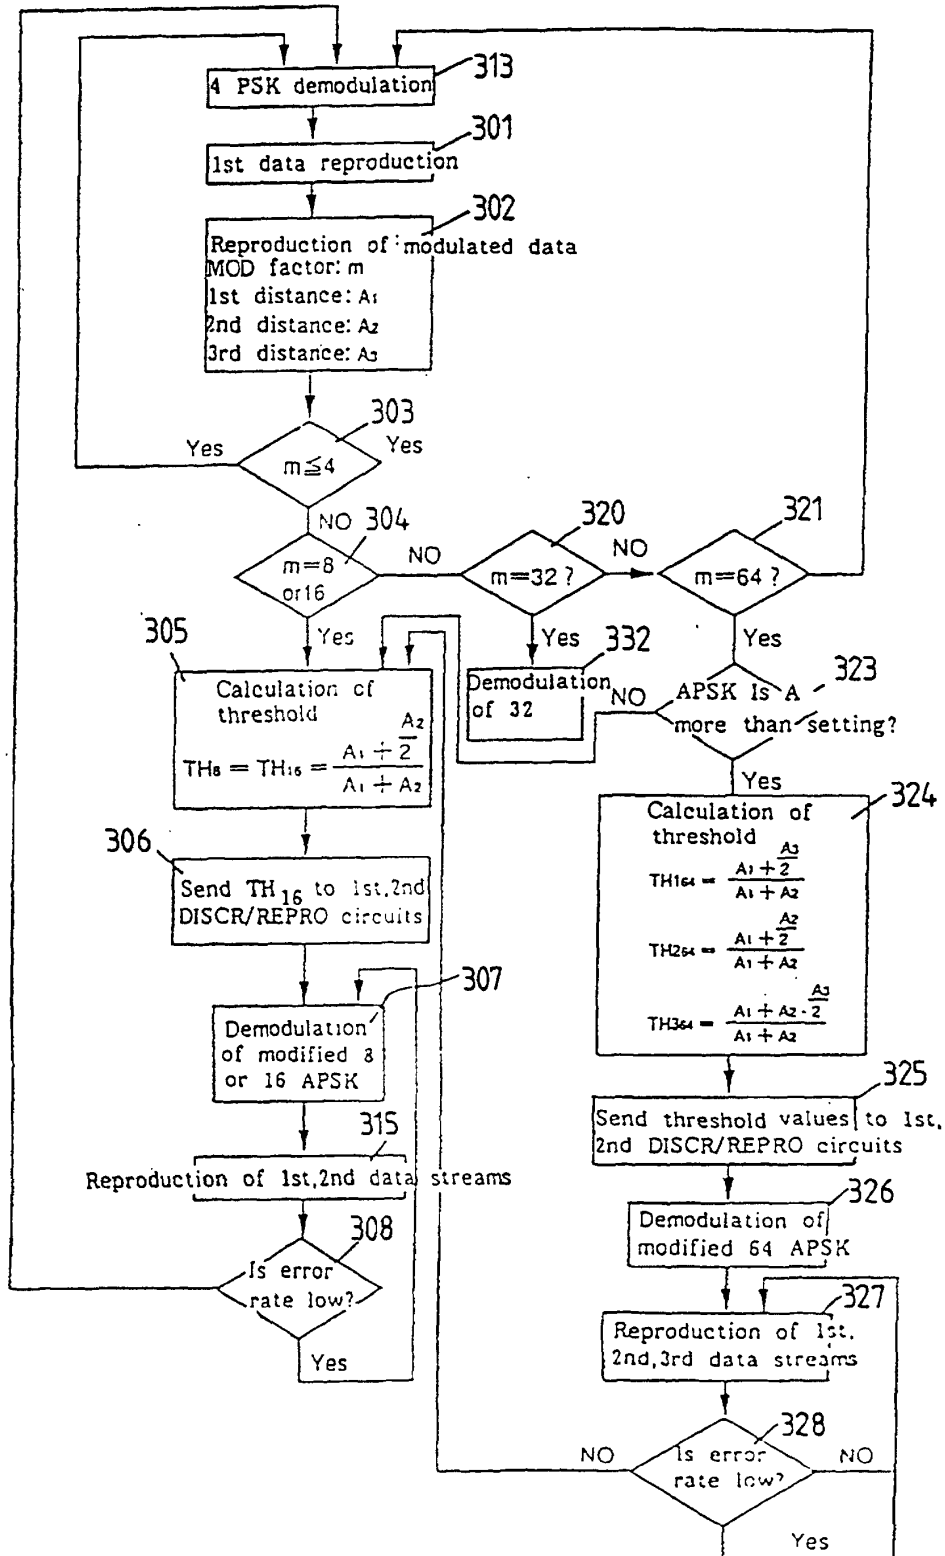 313
4 PSK demodulation
301
1st data reproduction
302
Reproduction of modulated data
MOD factor: m
1st distance: A1
2nd distance: A2
3rd distance: A3
303
Yes
Yes
m≦4
NO
304
m=8
or16
NO
320
m=32 ?
NO
321
m=64 ?
Yes
Yes
Yes
305
Calculation of
threshold
TH8 = TH16 = (A1 + A2/2) / (A1 + A2)
332
Demodulation
of 32
NO
323
APSK Is A
more than setting?
Yes
324
Calculation of
threshold
TH164 = (A1 + A3/2) / (A1 + A2)
TH264 = (A1 + A2/2) / (A1 + A2)
TH364 = (A1 + A2 - A3/2) / (A1 + A2)
306
Send TH16 to 1st,2nd
DISCR/REPRO circuits
307
Demodulation
of modified 8
or 16 APSK
315
Reproduction of 1st,2nd data streams
308
Is error
rate low?
Yes
325
Send threshold values to 1st,
2nd DISCR/REPRO circuits
326
Demodulation of
modified 64 APSK
327
Reproduction of 1st,
2nd,3rd data streams
328
NO
Is error
rate low?
NO
Yes